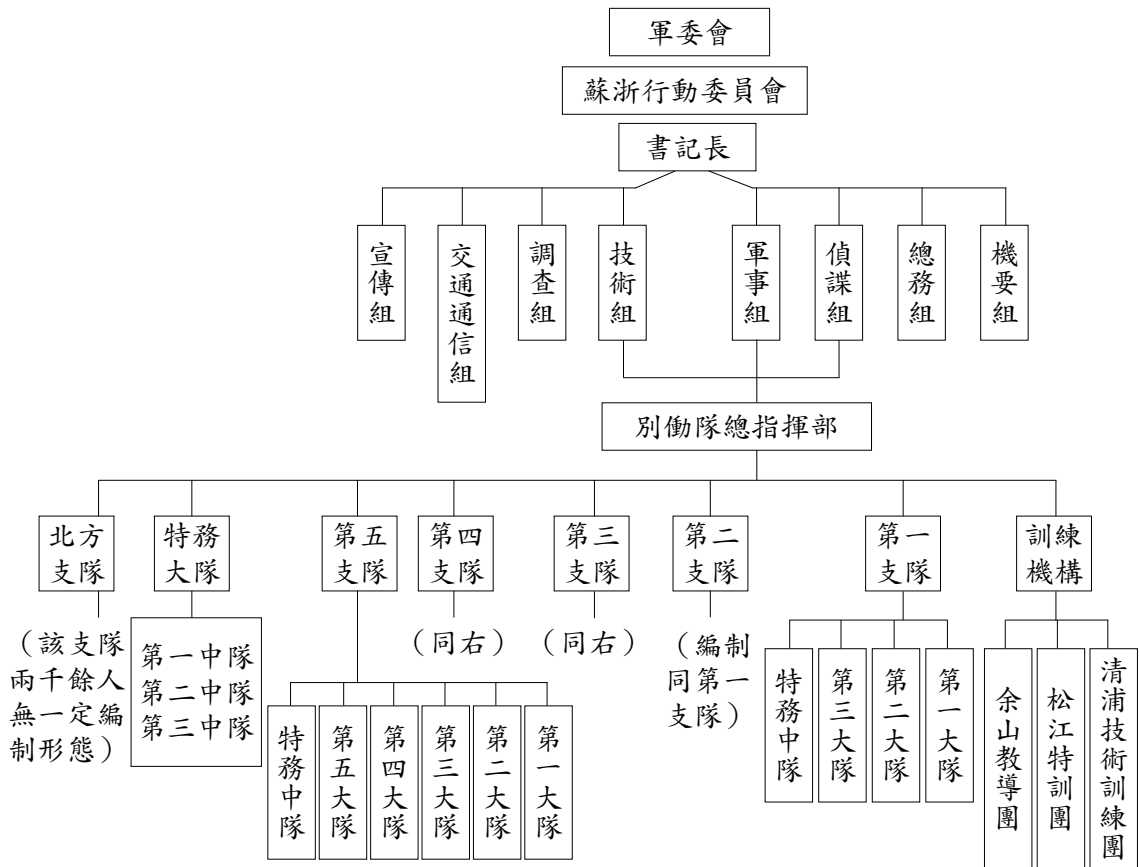 軍委會
蘇浙行動委員會
書記長
宣傳組
交通通信組
調查組
技術組
軍事組
偵諜組
總務組
機要組
別働隊總指揮部
北方
支隊
特務
大隊
第五
支隊
第四
支隊
第三
支隊
第二
支隊
第一
支隊
訓練
機構
（該支隊
兩千餘人
無一定編
制形態）
第一中隊
第二中隊
第三中隊
（同右）
（同右）
（編制
同第一
支隊）
特務中隊
第五大隊
第四大隊
第三大隊
第二大隊
第一大隊
特務中隊
第三大隊
第二大隊
第一大隊
余山教導團
松江特訓團
清浦技術訓練團